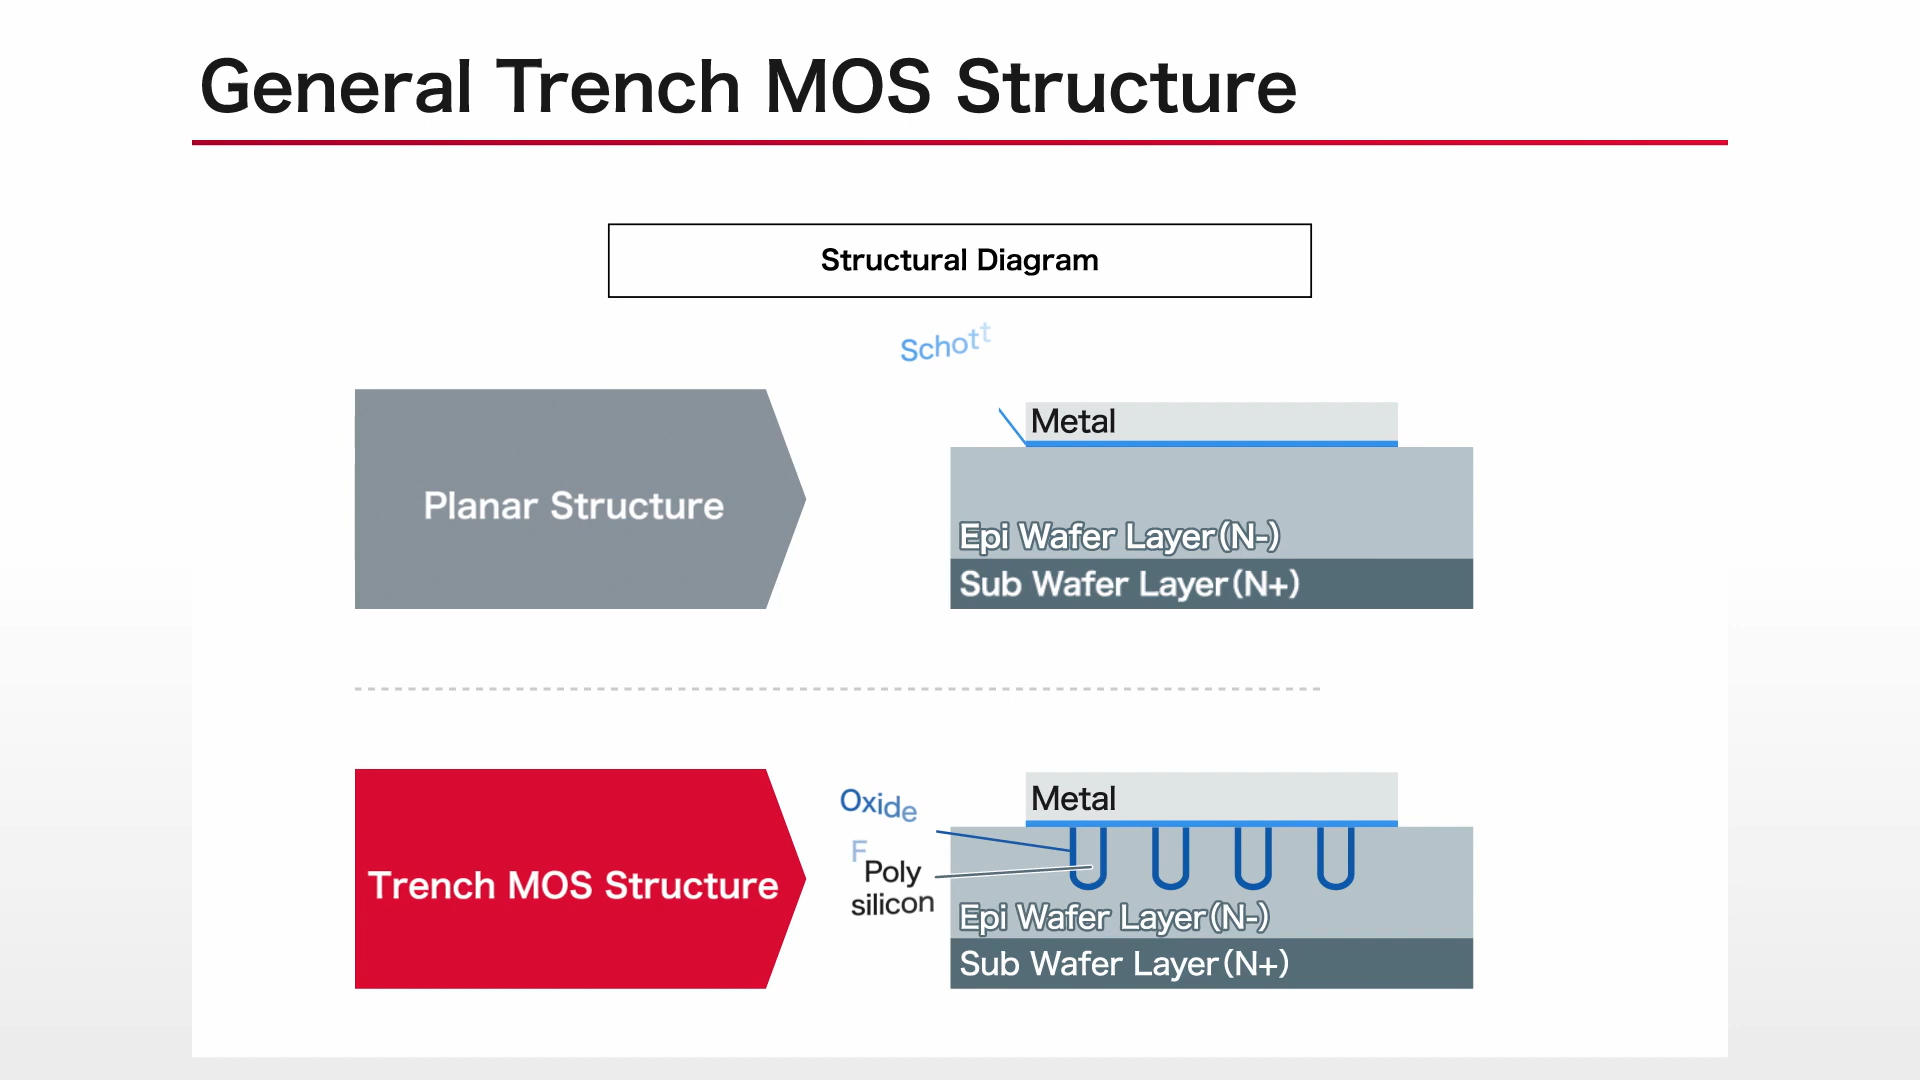 General Trench MOS Structure
Structural Diagram
Schott
Metal
Planar Structure
Epi Wafer Layer(N-)
Sub Wafer Layer(N+)
Metal
Oxide
F
Poly
silicon
Trench MOS Structure
Epi Wafer Layer(N-)
Sub Wafer Layer(N+)